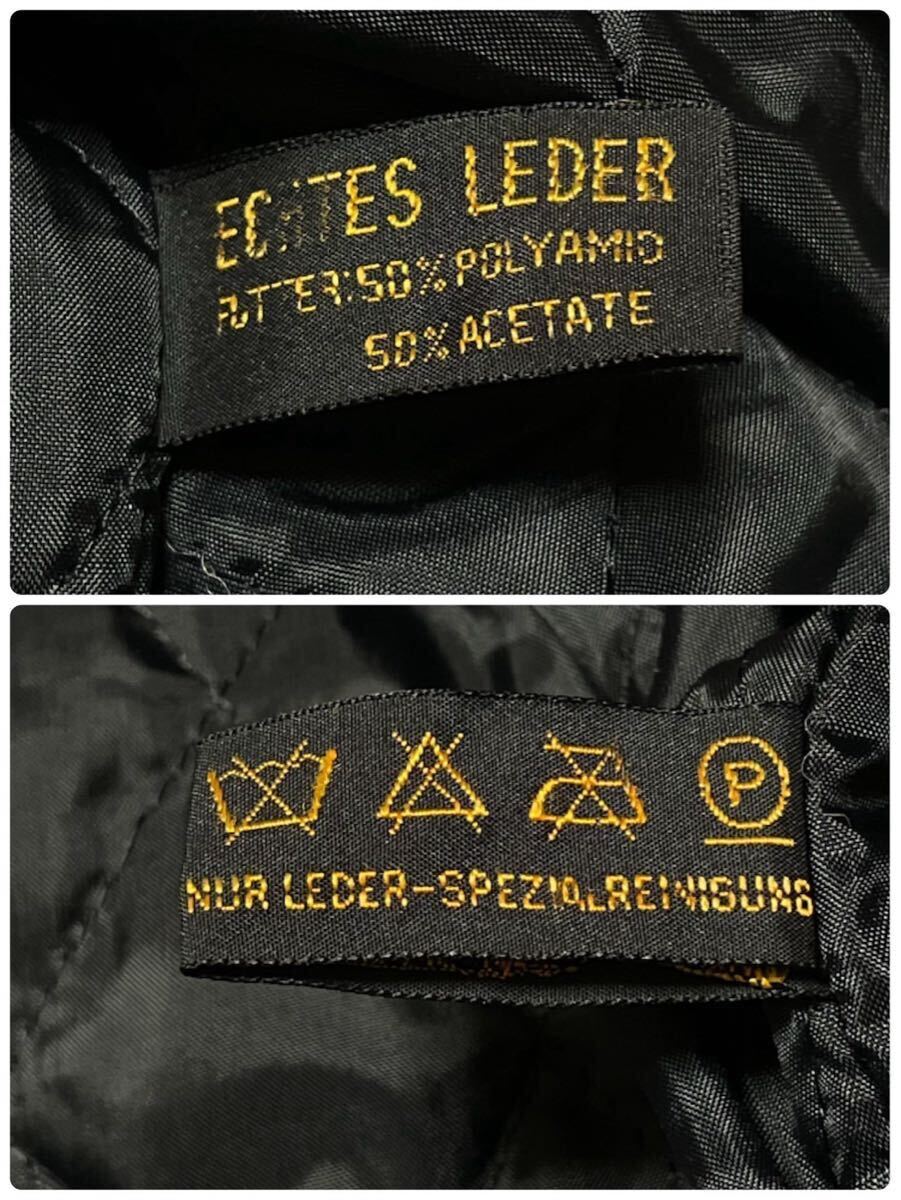 ECHTES LEDER
FUTTER:50% POLYAMID
50% ACETATE
P
NUR LEDER-SPEZIALREINIGUNG